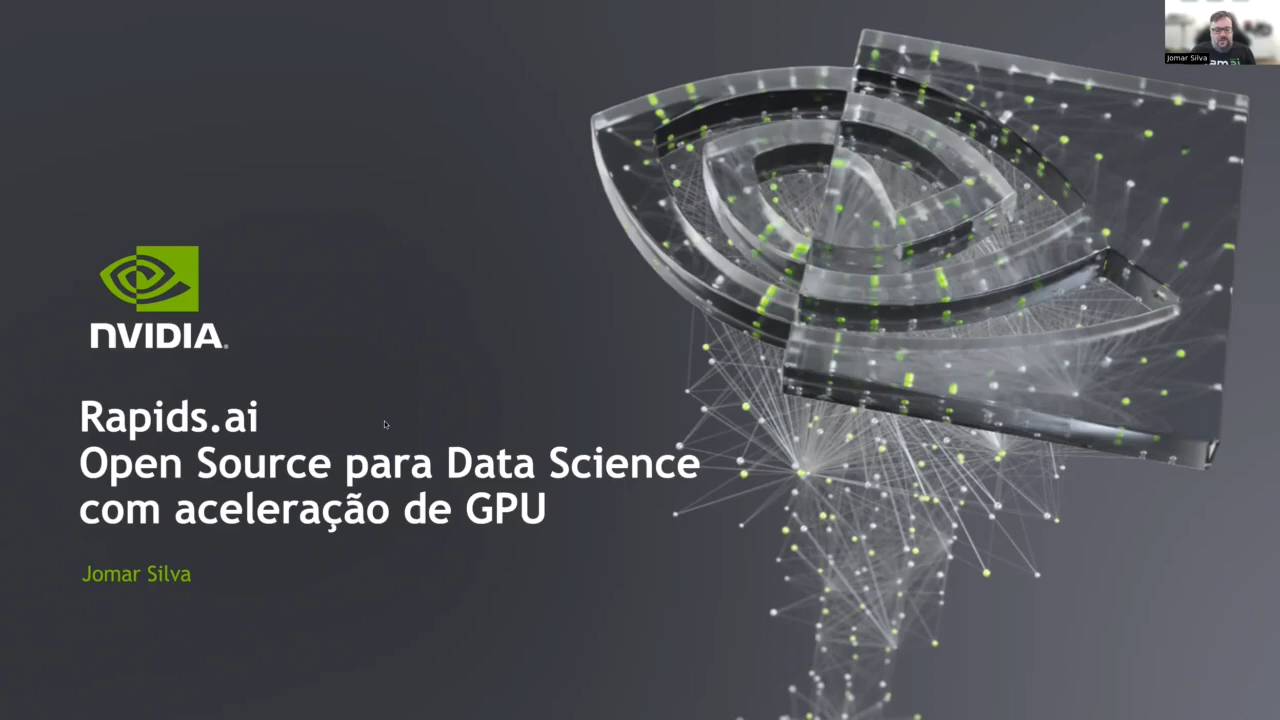 Jomar Silva
NVIDIA.
Rapids.ai
Open Source para Data Science
com aceleração de GPU
Jomar Silva